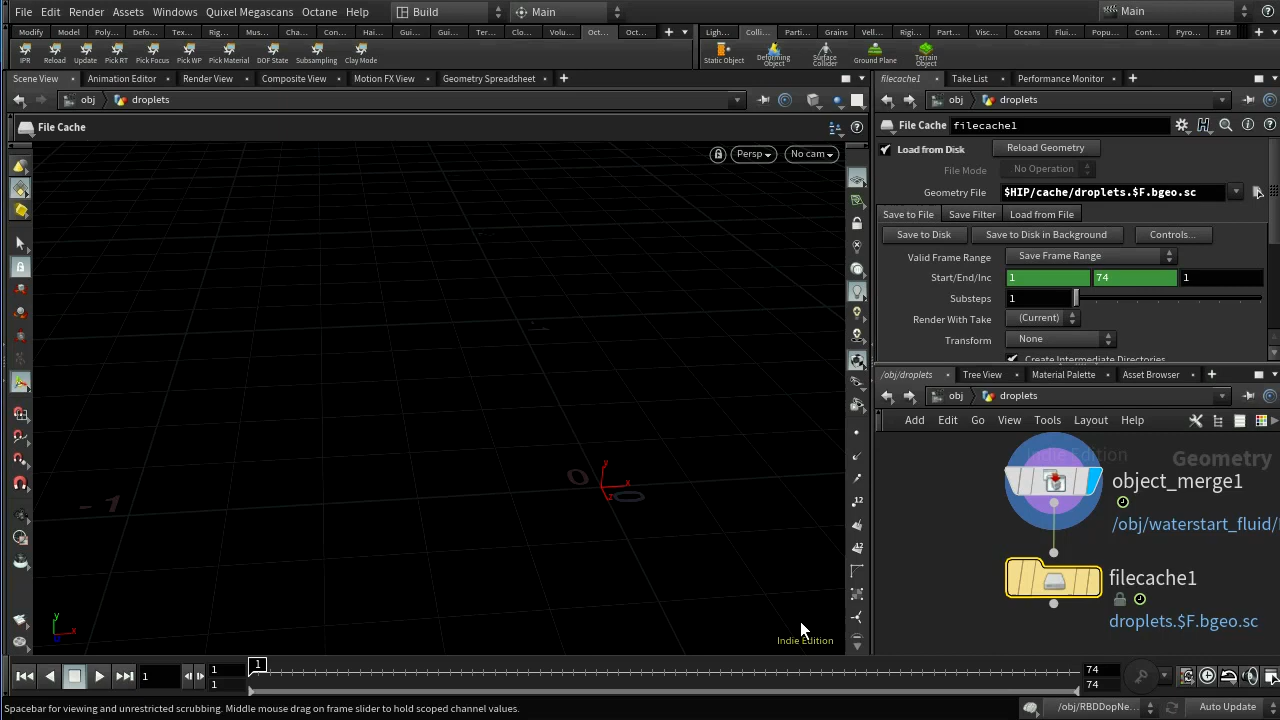 File Edit Render Assets Windows Quixel Megascans Octane Help Build Main Main
Modify Model Poly... Defo... Tex... Rig... Mus... Cha... Con... Hai... Gui... Gui... Ter... Clo... Volu... Oct... Oct... Ligh... Colli... Parti... Grains Vell... Rigi... Part... Visc... Oceans Flui... Popu... Cont... Pyro... FEM
IPR Reload Update Pick RT Pick WP Pick Material DOF State Subsampling Clay Mode Static Object Deforming Object Surface Collider Ground Plane Terrain Object
Scene View Animation Editor Render View Composite View Motion FX View Geometry Spreadsheet
filecache1 Take List Performance Monitor
obj droplets
obj droplets
File Cache
File Cache filecache1
Persp No cam
Load from Disk Reload Geometry
File Mode No Operation
Geometry File $HIP/cache/droplets.$F.bgeo.sc
Save to File Save Filter Load from File
Save to Disk Save to Disk in Background Controls...
Valid Frame Range Save Frame Range
Start/End/Inc 1 74 1
Substeps 1
Render With Take (Current)
Transform None
Create Intermediate Directories
/obj/droplets Tree View Material Palette Asset Browser
obj droplets
Add Edit Go View Tools Layout Help
Indie Edition Geometry
object_merge1
/obj/waterstart_fluid/
filecache1
droplets.$F.bgeo.sc
-1 0 0
y x z
y x
Indie Edition
1 1 1 1 74
74
Spacebar for viewing and unrestricted scrubbing. Middle mouse drag on frame slider to hold scoped channel values. /obj/RBDDopNe... Auto Update